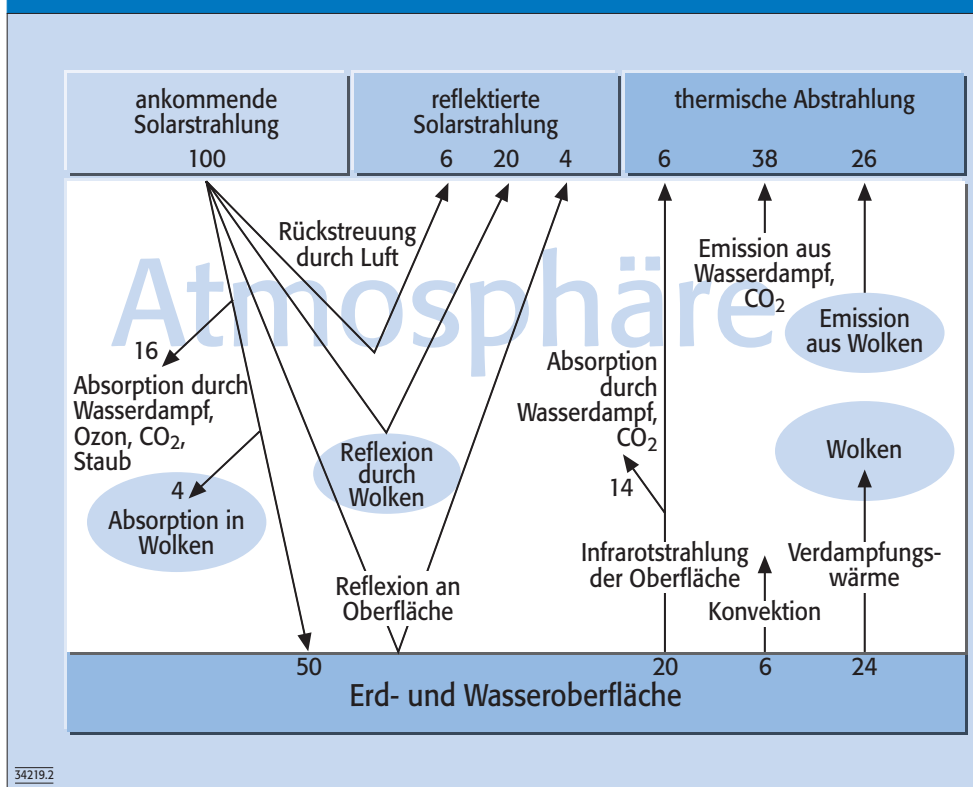 ankommende
Solarstrahlung
100
reflektierte
Solarstrahlung
6 20 4
thermische Abstrahlung
6 38 26
Atmosphäre
Rückstreuung
durch Luft
16
Absorption durch
Wasserdampf,
Ozon, CO₂,
Staub
4
Absorption in
Wolken
Reflexion
durch
Wolken
Reflexion an
Oberfläche
Absorption
durch
Wasserdampf,
CO₂
14
Infrarotstrahlung
der Oberfläche
Emission aus
Wasserdampf,
CO₂
Konvektion
Emission
aus Wolken
Wolken
Verdampfungs-
wärme
50 20 6 24
Erd- und Wasseroberfläche
34219.2